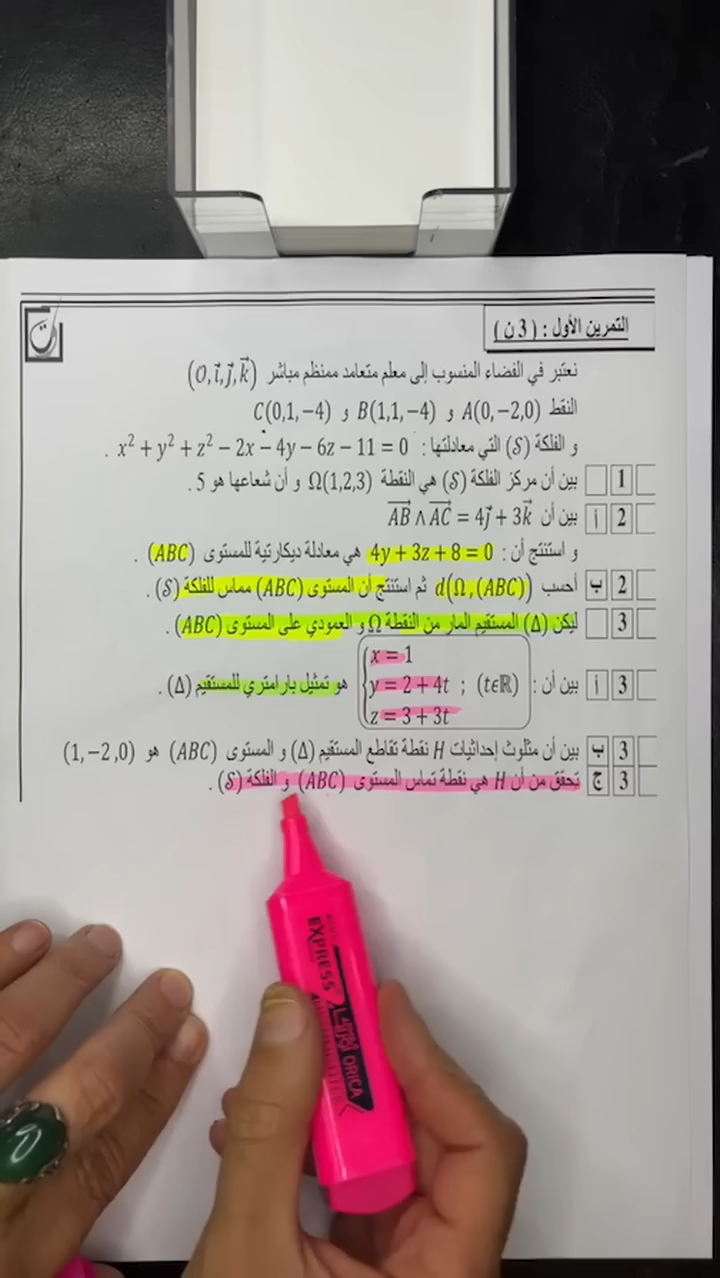 التمرين الأول : ( 3 ن )
نعتبر في الفضاء المنسوب إلى معلم متعامد ممنظم مباشر (O, i⃗, j⃗, k⃗)
النقط A(0,−2,0) و B(1,1,−4) و C(0,1,−4)
و الفلكة (S) التي معادلتها : x² + y² + z² − 2x − 4y − 6z − 11 = 0 .
1 بين أن مركز الفلكة (S) هي النقطة Ω(1,2,3) و أن شعاعها هو 5 .
2 أ بين أن AB⃗ ∧ AC⃗ = 4j⃗ + 3k⃗
و استنتج أن : 4y + 3z + 8 = 0 هي معادلة ديكارتية للمستوى (ABC) .
2 ب أحسب d(Ω, (ABC)) ثم استنتج أن المستوى (ABC) مماس للفلكة (S) .
3 ليكن (Δ) المستقيم المار من النقطة Ω و العمودي على المستوى (ABC) .
x = 1
3 أ بين أن : y = 2 + 4t ; (t∈ℝ) هو تمثيل بارامتري للمستقيم (Δ) .
z = 3 + 3t
3 ب بين أن مثلوث إحداثيات H نقطة تقاطع المستقيم (Δ) و المستوى (ABC) هو (1,−2,0)
3 ج تحقق من أن H هي نقطة تماس المستوى (ABC) و الفلكة (S) .
EXPRESS
ORICA